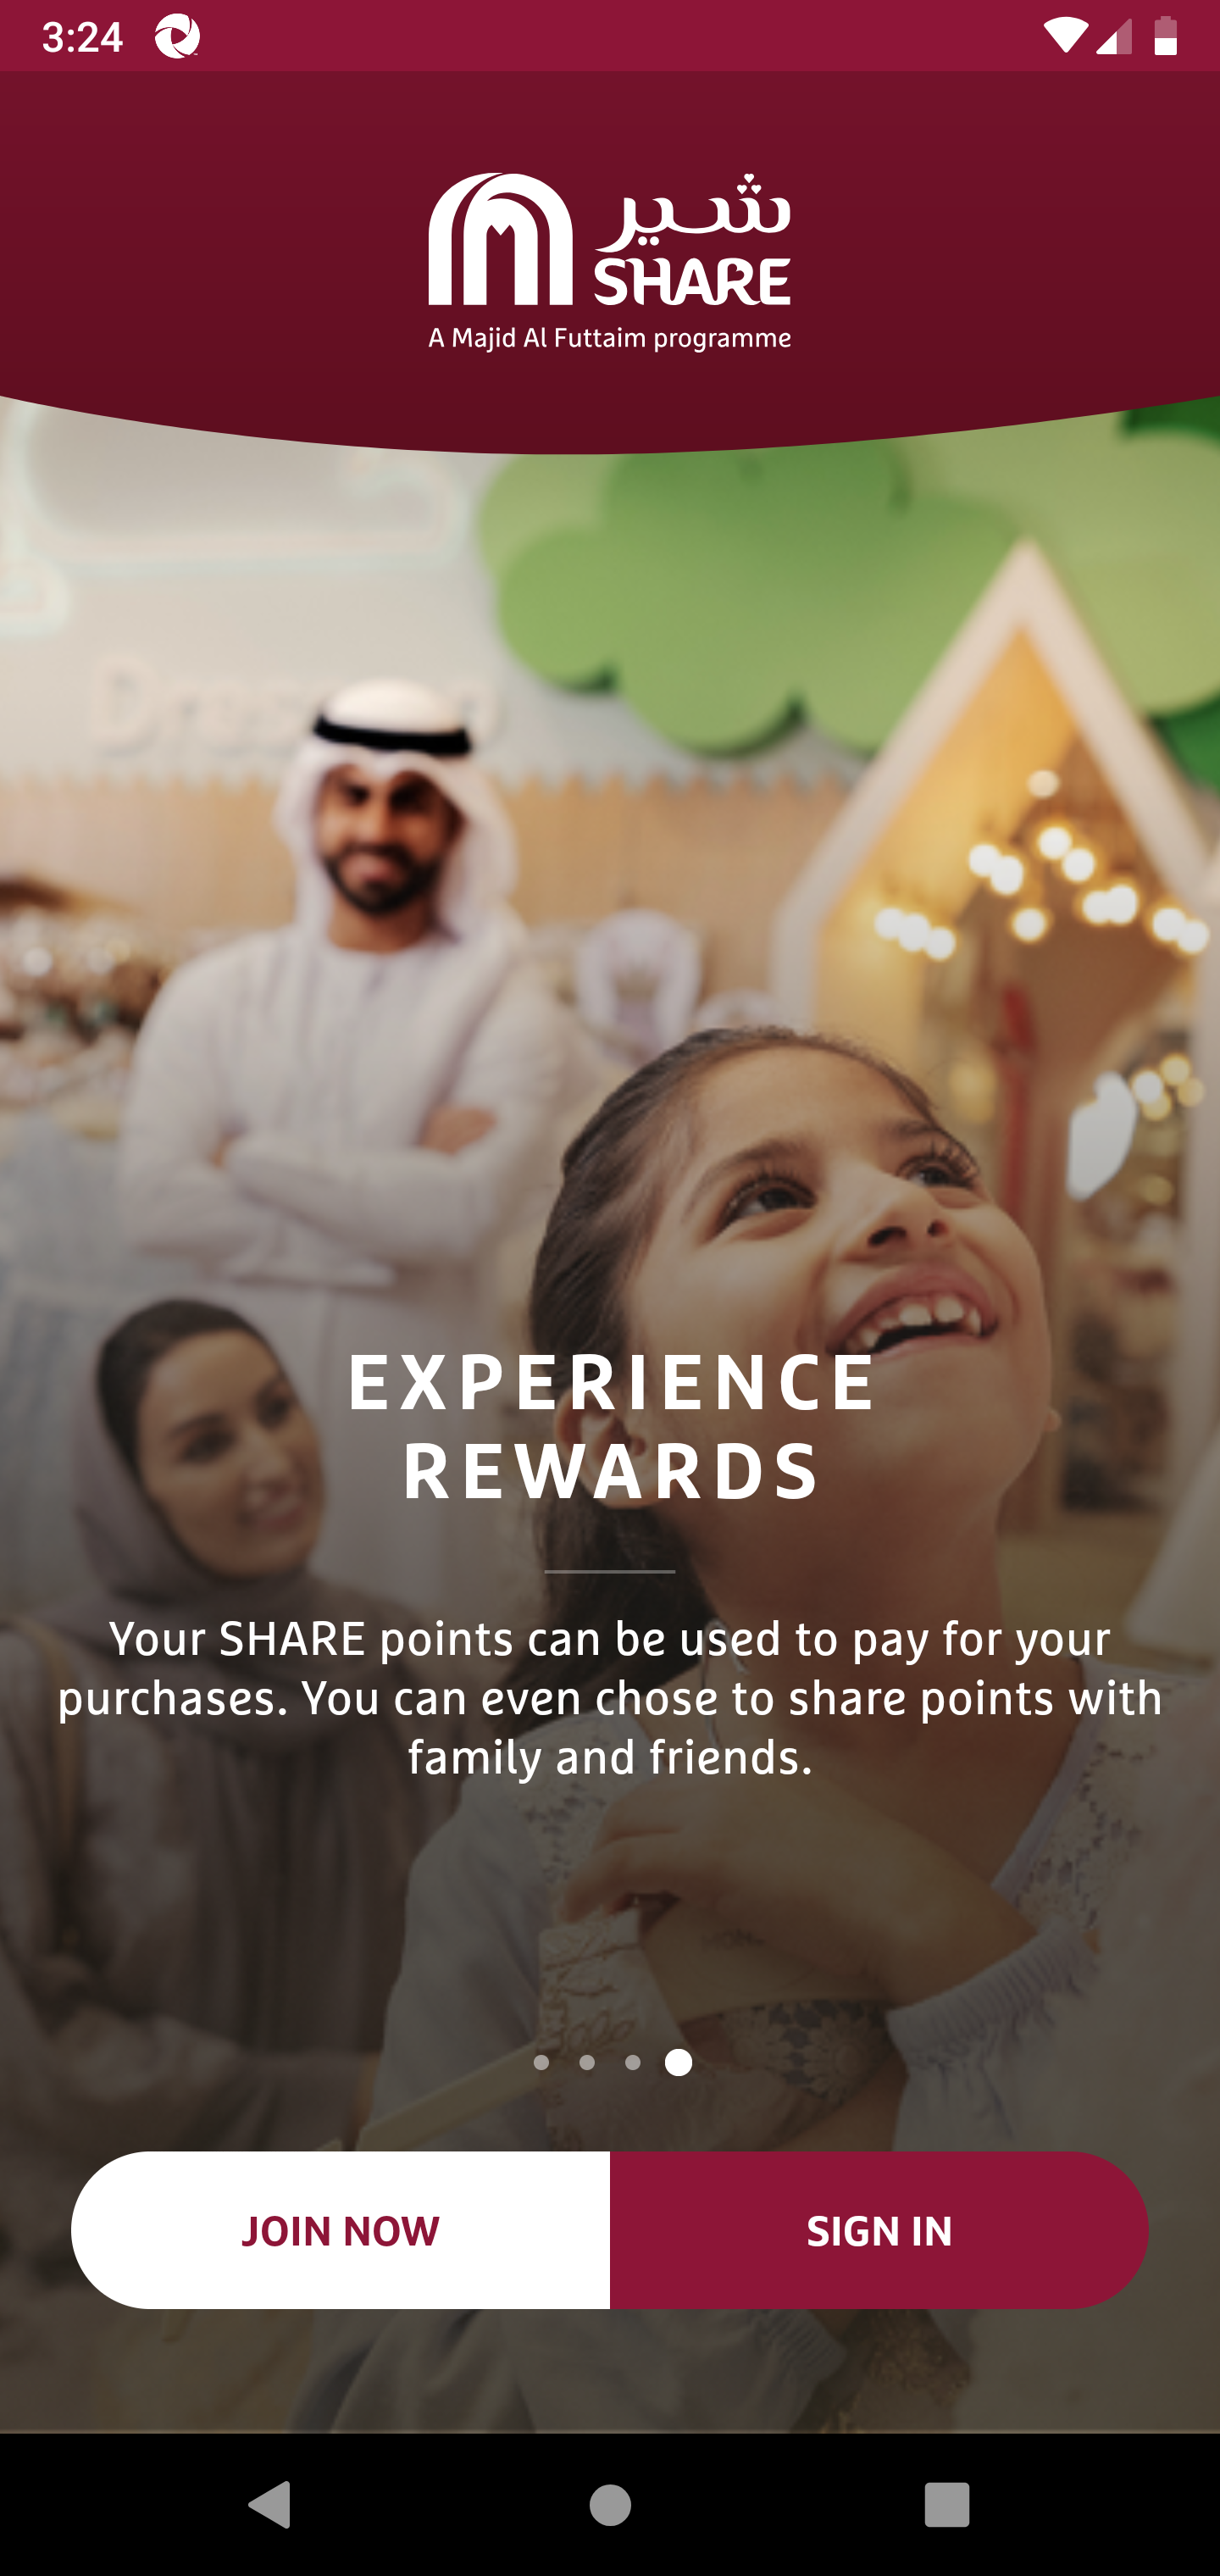 3:24
شير
SHARE
A Majid Al Futtaim programme
EXPERIENCE
REWARDS
Your SHARE points can be used to pay for your
purchases. You can even chose to share points with
family and friends.
JOIN NOW
SIGN IN